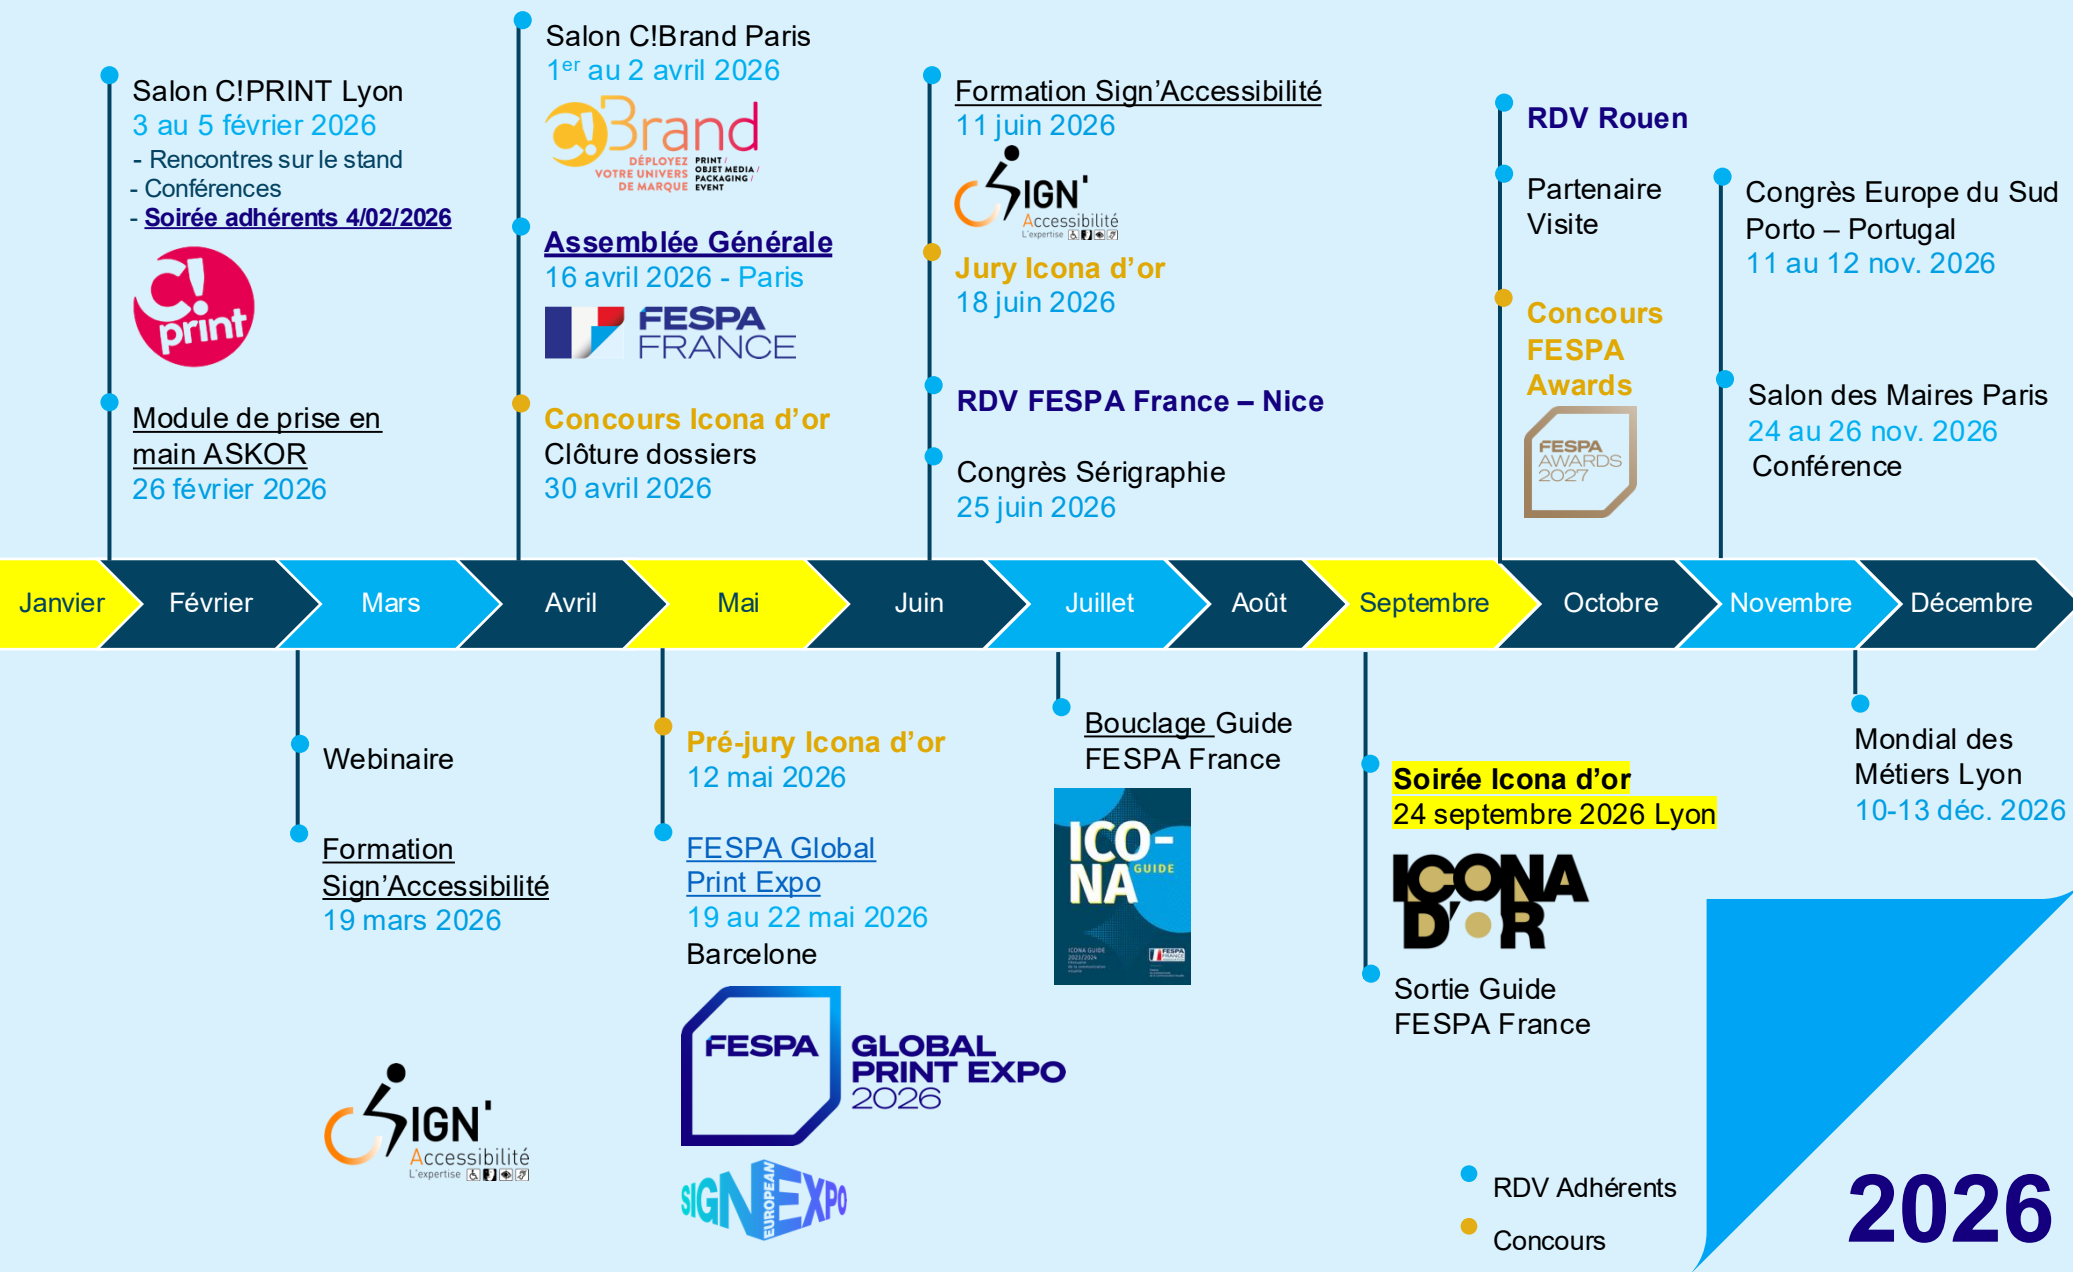 Salon C!PRINT Lyon
3 au 5 février 2026
- Rencontres sur le stand
- Conférences
- Soirée adhérents 4/02/2026
C!
print
Module de prise en
main ASKOR
26 février 2026
Salon C!Brand Paris
1er au 2 avril 2026
C!Brand
DÉPLOYEZ
VOTRE UNIVERS
DE MARQUE
PRINT /
OBJET MEDIA /
PACKAGING /
EVENT
Assemblée Générale
16 avril 2026 - Paris
FESPA
FRANCE
Concours Icona d’or
Clôture dossiers
30 avril 2026
Formation Sign’Accessibilité
11 juin 2026
SIGN'
Accessibilité
L'expertise
Jury Icona d’or
18 juin 2026
RDV FESPA France – Nice
Congrès Sérigraphie
25 juin 2026
RDV Rouen
Partenaire
Visite
Concours
FESPA
Awards
FESPA
AWARDS
2027
Congrès Europe du Sud
Porto – Portugal
11 au 12 nov. 2026
Salon des Maires Paris
24 au 26 nov. 2026
Conférence
Janvier
Février
Mars
Avril
Mai
Juin
Juillet
Août
Septembre
Octobre
Novembre
Décembre
Webinaire
Formation
Sign’Accessibilité
19 mars 2026
SIGN'
Accessibilité
L'expertise
Pré-jury Icona d’or
12 mai 2026
FESPA Global
Print Expo
19 au 22 mai 2026
Barcelone
FESPA
GLOBAL
PRINT EXPO
2026
SIGN
EUROPEAN
EXPO
Bouclage Guide
FESPA France
ICO-
NA
GUIDE
ICONA GUIDE
2023/2024
FESPA
FRANCE
Soirée Icona d’or
24 septembre 2026 Lyon
ICONA
D'OR
Sortie Guide
FESPA France
Mondial des
Métiers Lyon
10-13 déc. 2026
RDV Adhérents
Concours
2026